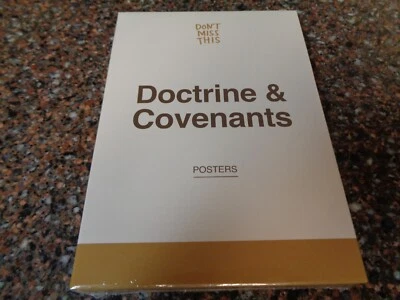 DON'T
MISS
THIS
Doctrine &
Covenants
POSTERS